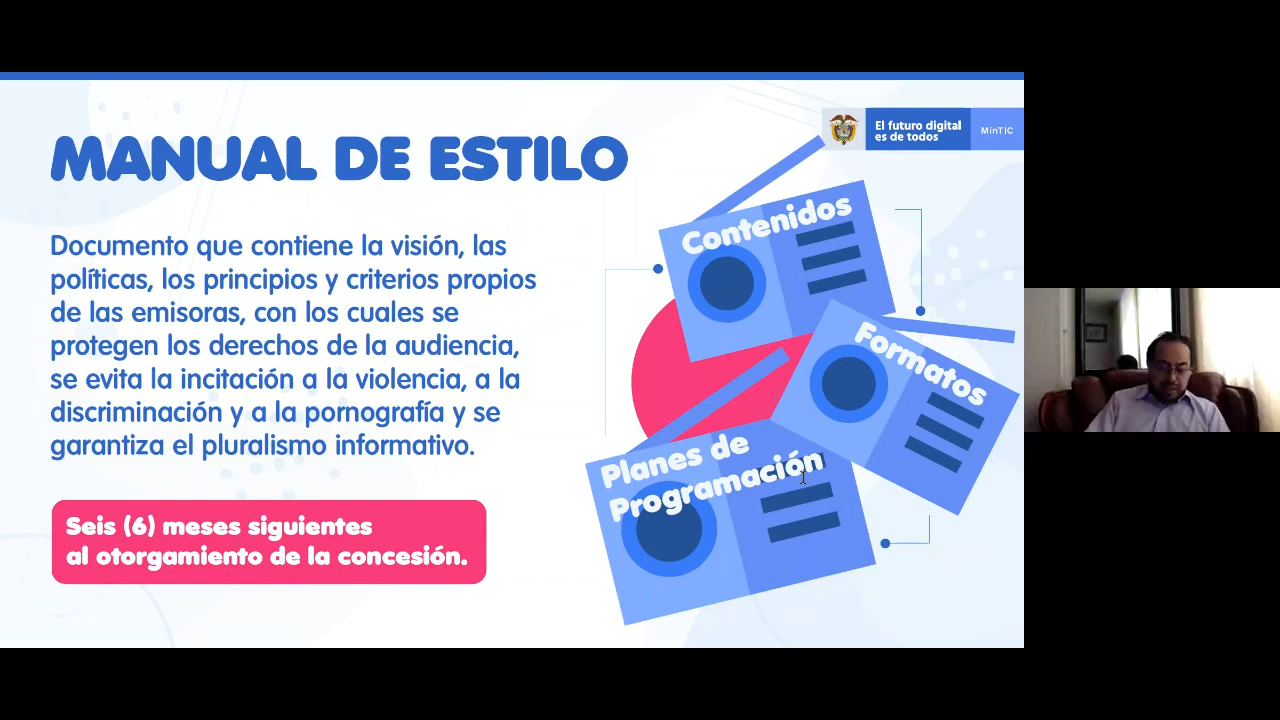 El futuro digital
es de todos
MinTIC
MANUAL DE ESTILO
Documento que contiene la visión, las
políticas, los principios y criterios propios
de las emisoras, con los cuales se
protegen los derechos de la audiencia,
se evita la incitación a la violencia, a la
discriminación y a la pornografía y se
garantiza el pluralismo informativo.
Seis (6) meses siguientes
al otorgamiento de la concesión.
Contenidos
Formatos
Planes de
Programación